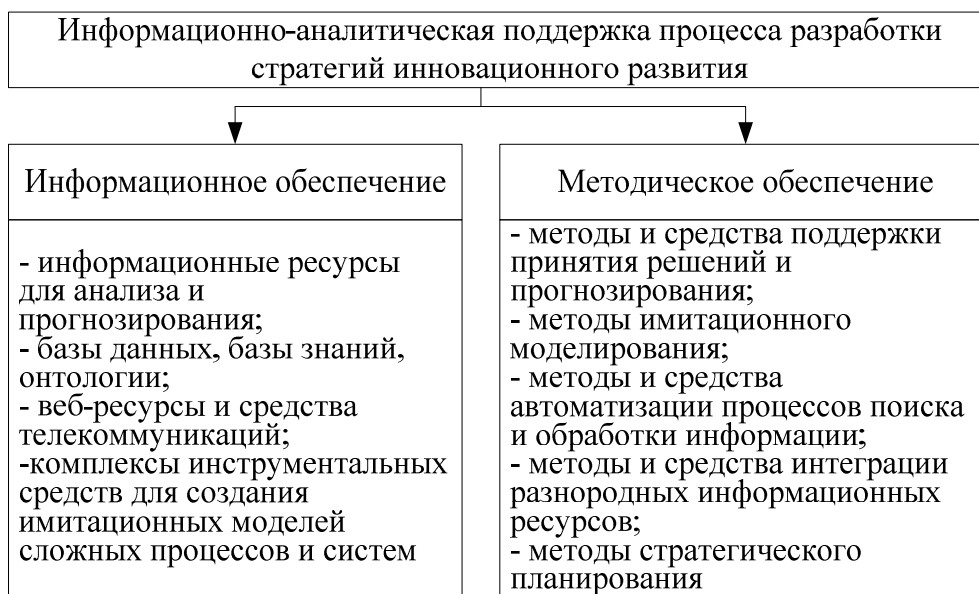 Информационно-аналитическая поддержка процесса разработки
стратегий инновационного развития
Информационное обеспечение
- информационные ресурсы
для анализа и
прогнозирования;
- базы данных, базы знаний,
онтологии;
- веб-ресурсы и средства
телекоммуникаций;
-комплексы инструментальных
средств для создания
имитационных моделей
сложных процессов и систем
Методическое обеспечение
- методы и средства поддержки
принятия решений и
прогнозирования;
- методы имитационного
моделирования;
- методы и средства
автоматизации процессов поиска
и обработки информации;
- методы и средства интеграции
разнородных информационных
ресурсов;
- методы стратегического
планирования